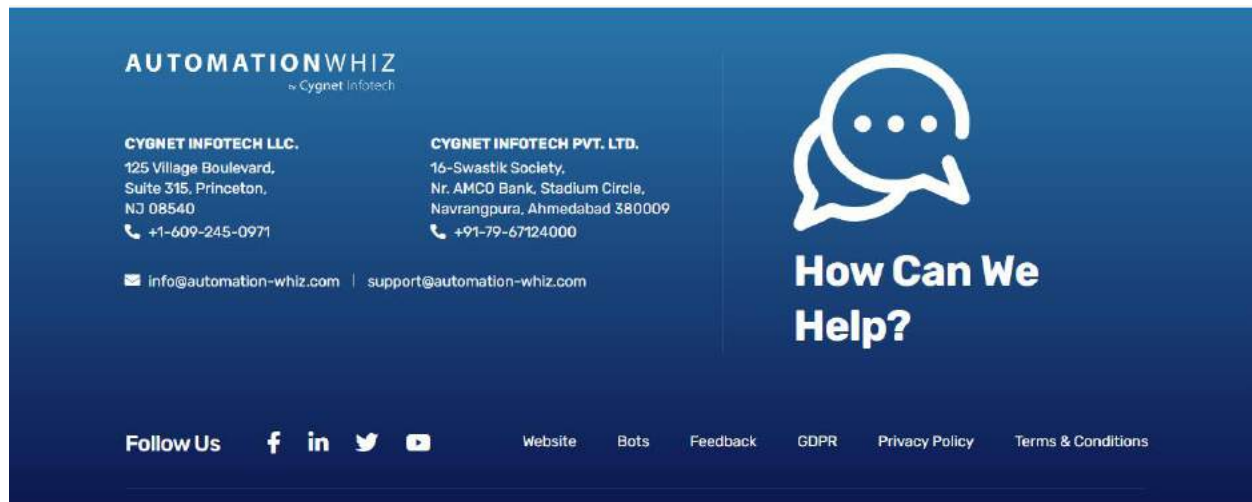 AUTOMATIONWHIZ
by Cygnet Infotech
CYGNET INFOTECH LLC.
125 Village Boulevard,
Suite 315, Princeton,
NJ 08540
+1-609-245-0971
CYGNET INFOTECH PVT. LTD.
16-Swastik Society,
Nr. AMCO Bank, Stadium Circle,
Navrangpura, Ahmedabad 380009
+91-79-67124000
info@automation-whiz.com | support@automation-whiz.com
How Can We
Help?
Follow Us
Website Bots Feedback GDPR Privacy Policy Terms & Conditions